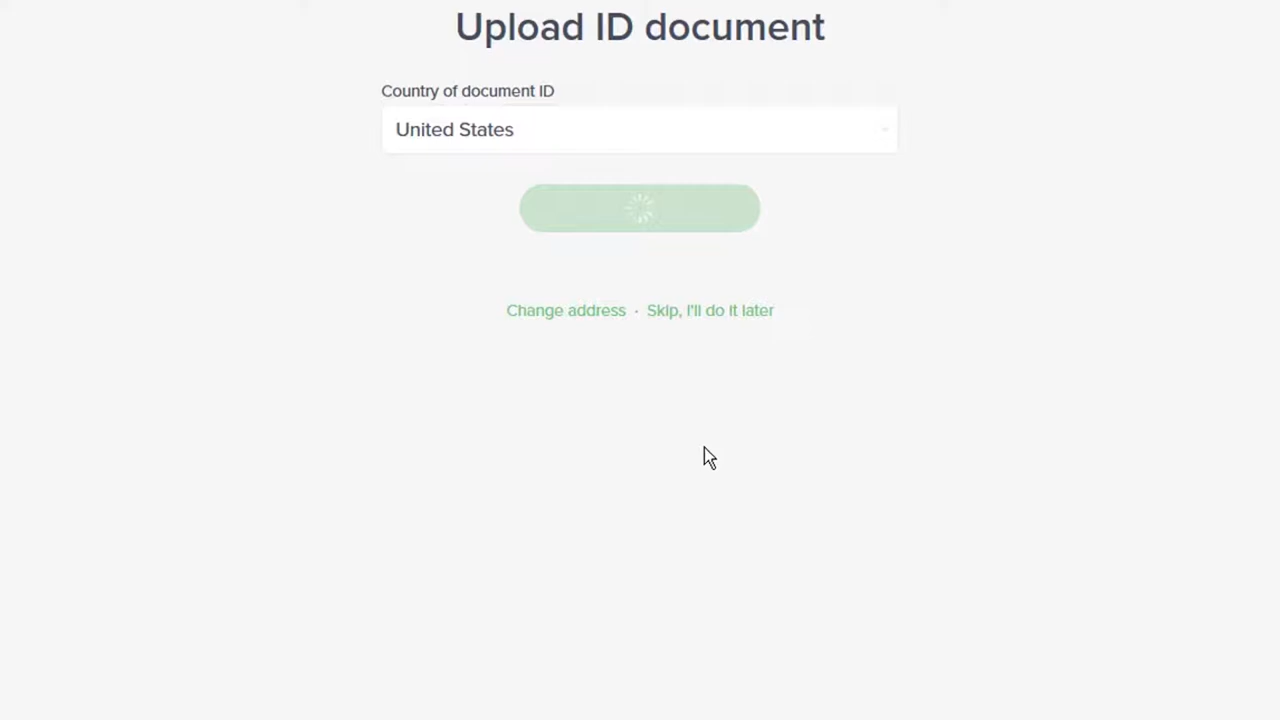 Upload ID document
Country of document ID
United States
Change address · Skip, I'll do it later